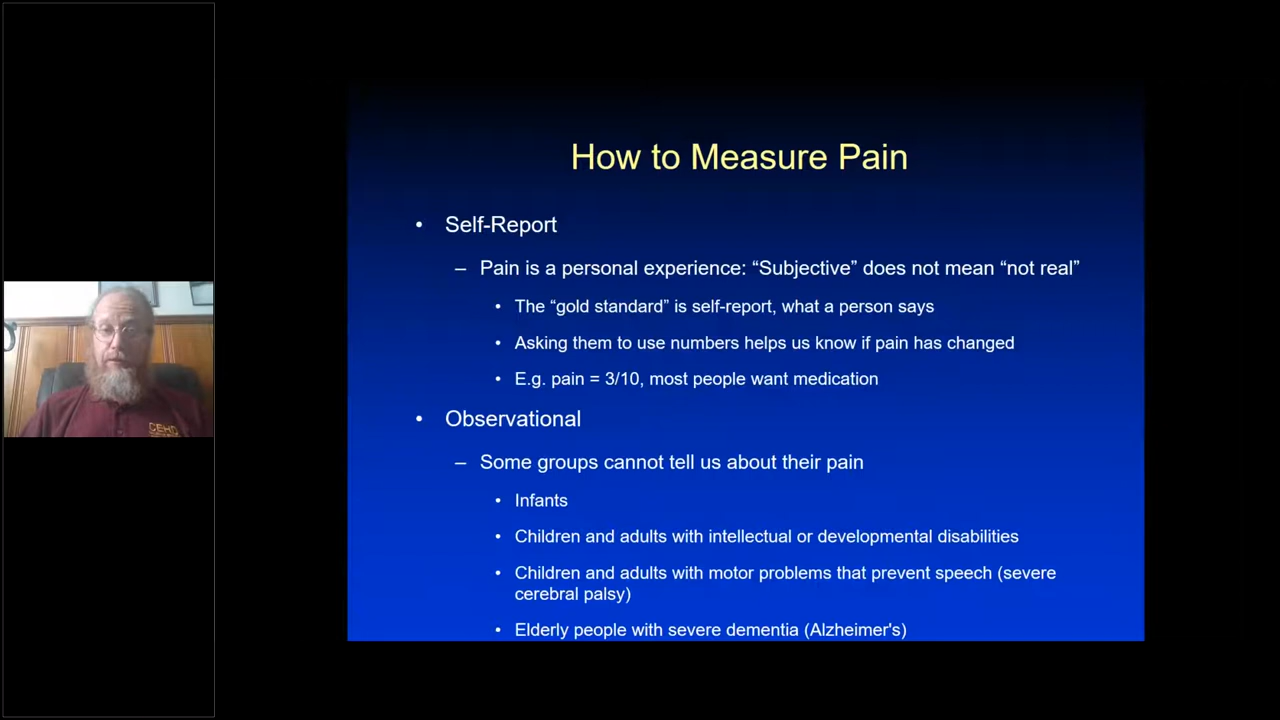 How to Measure Pain
• Self-Report
– Pain is a personal experience: “Subjective” does not mean “not real”
• The “gold standard” is self-report, what a person says
• Asking them to use numbers helps us know if pain has changed
• E.g. pain = 3/10, most people want medication
• Observational
– Some groups cannot tell us about their pain
• Infants
• Children and adults with intellectual or developmental disabilities
• Children and adults with motor problems that prevent speech (severe
cerebral palsy)
• Elderly people with severe dementia (Alzheimer's)
CEHD